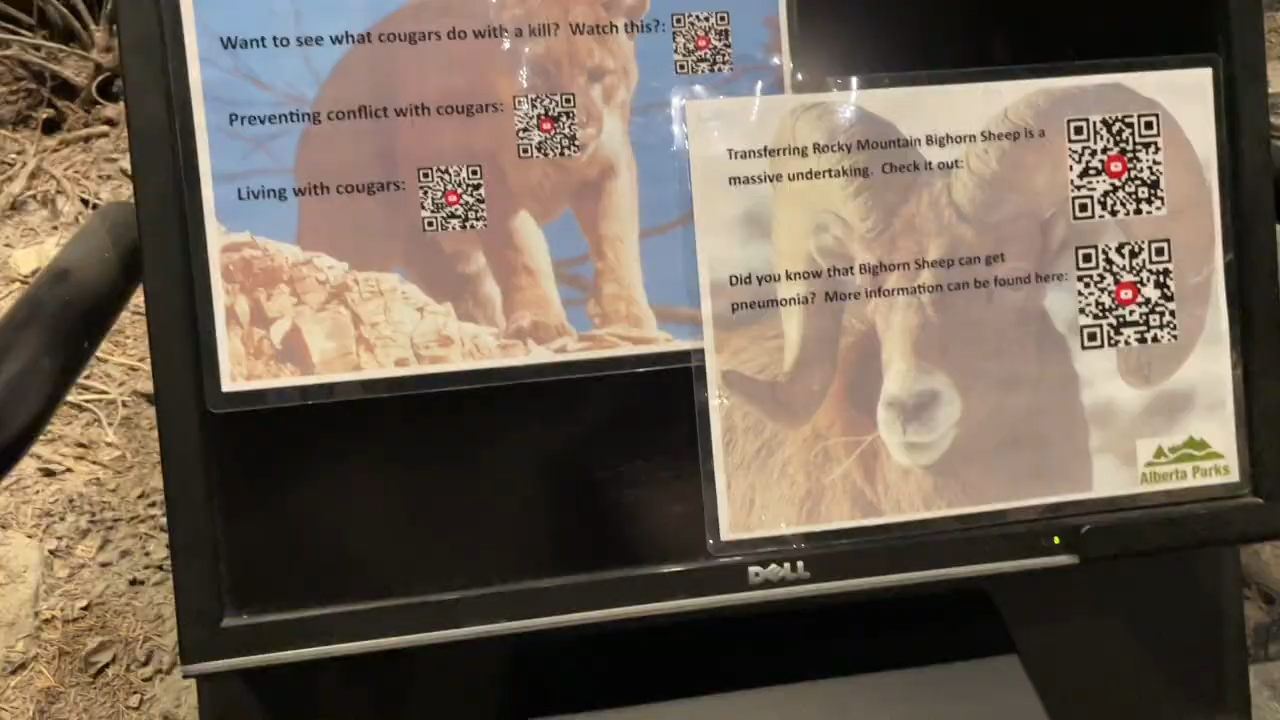 Want to see what cougars do with a kill? Watch this?:
Preventing conflict with cougars:
Living with cougars:
Transferring Rocky Mountain Bighorn Sheep is a
massive undertaking. Check it out:
Did you know that Bighorn Sheep can get
pneumonia? More information can be found here:
Alberta Parks
DELL